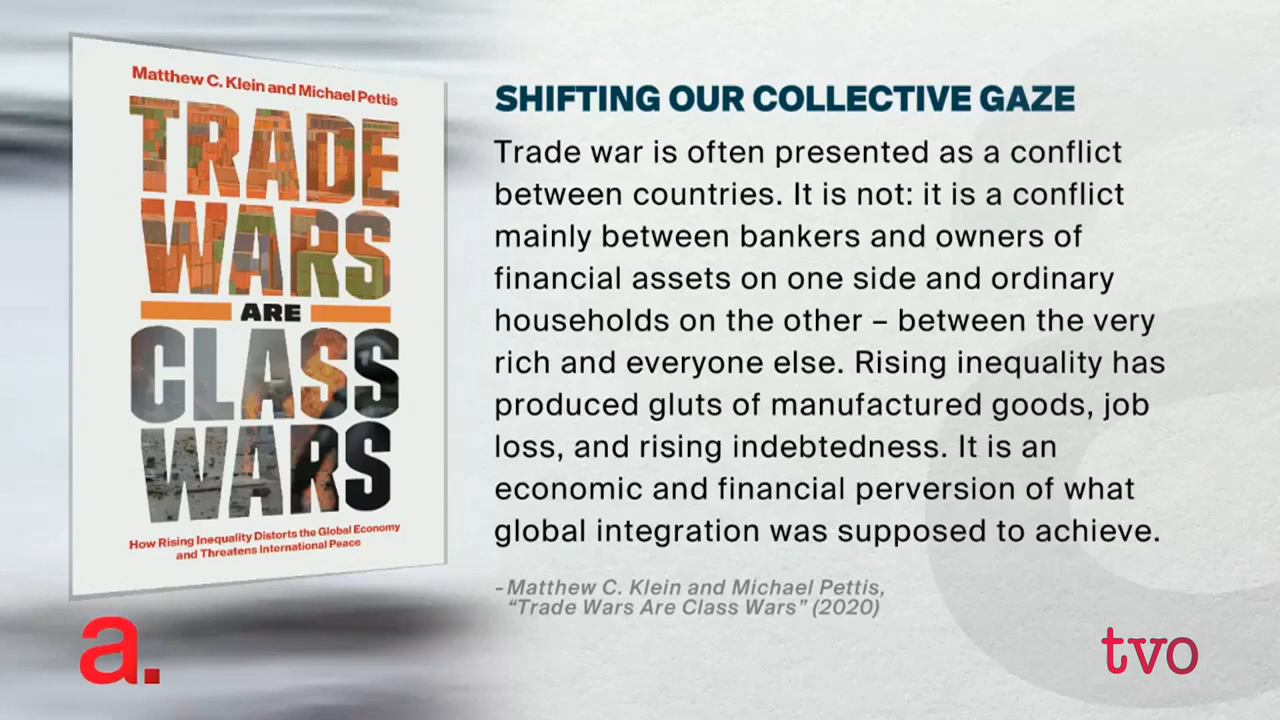 Matthew C. Klein and Michael Pettis
TRADE
WARS
ARE
CLASS
WARS
How Rising Inequality Distorts the Global Economy
and Threatens International Peace
SHIFTING OUR COLLECTIVE GAZE
Trade war is often presented as a conflict
between countries. It is not: it is a conflict
mainly between bankers and owners of
financial assets on one side and ordinary
households on the other – between the very
rich and everyone else. Rising inequality has
produced gluts of manufactured goods, job
loss, and rising indebtedness. It is an
economic and financial perversion of what
global integration was supposed to achieve.
- Matthew C. Klein and Michael Pettis,
“Trade Wars Are Class Wars” (2020)
a.
tvo